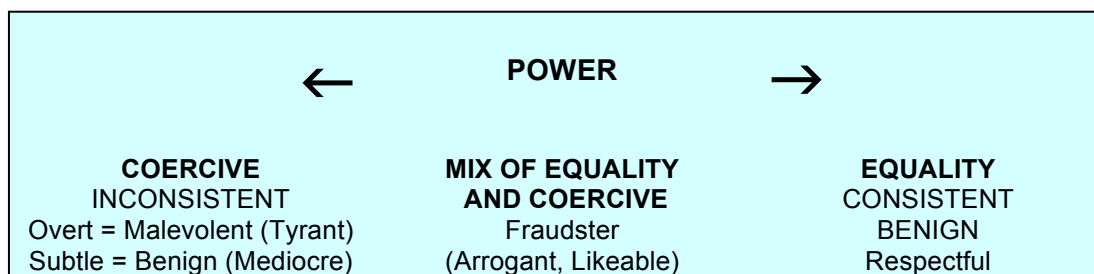 ← POWER →
COERCIVE MIX OF EQUALITY EQUALITY
INCONSISTENT AND COERCIVE CONSISTENT
Overt = Malevolent (Tyrant) Fraudster BENIGN
Subtle = Benign (Mediocre) (Arrogant, Likeable) Respectful